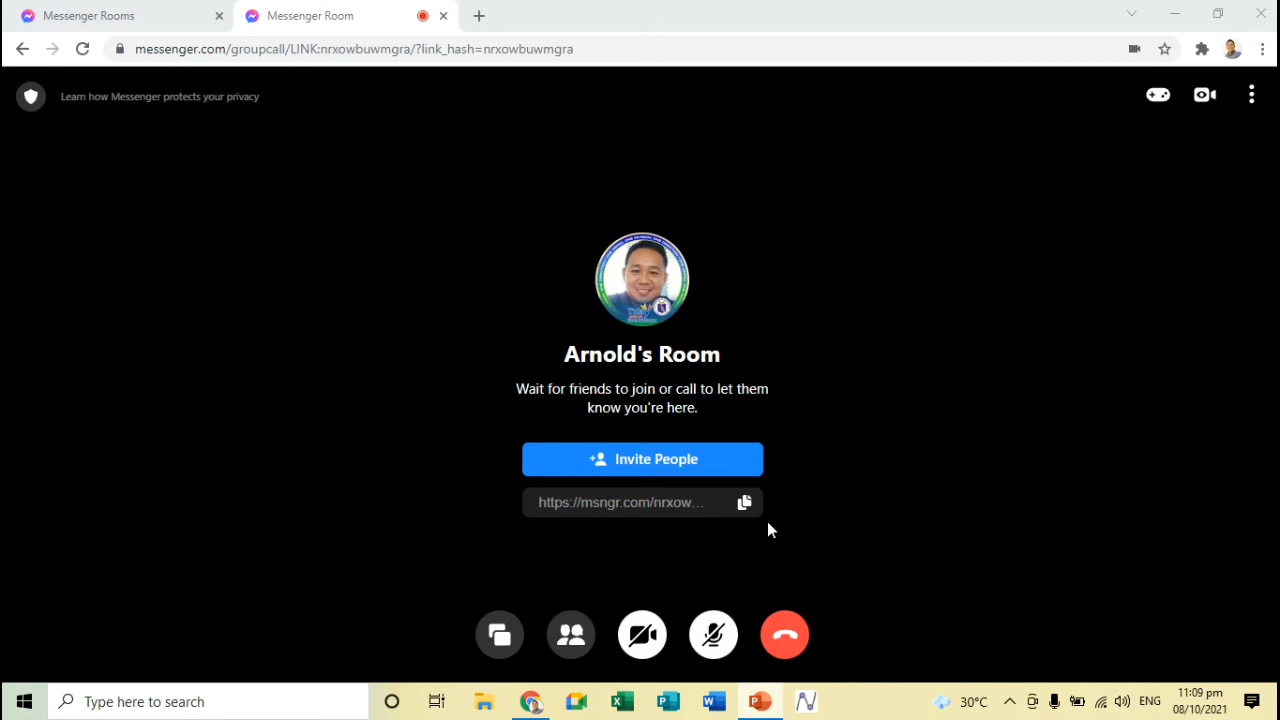 Messenger Rooms
Messenger Room
messenger.com/groupcall/LINK:nrxowbuwmgra/?link_hash=nrxowbuwmgra
Learn how Messenger protects your privacy
Arnold's Room
Wait for friends to join or call to let them
know you're here.
Invite People
https://msngr.com/nrxow...
Type here to search
30°C
ENG
11:09 pm
08/10/2021